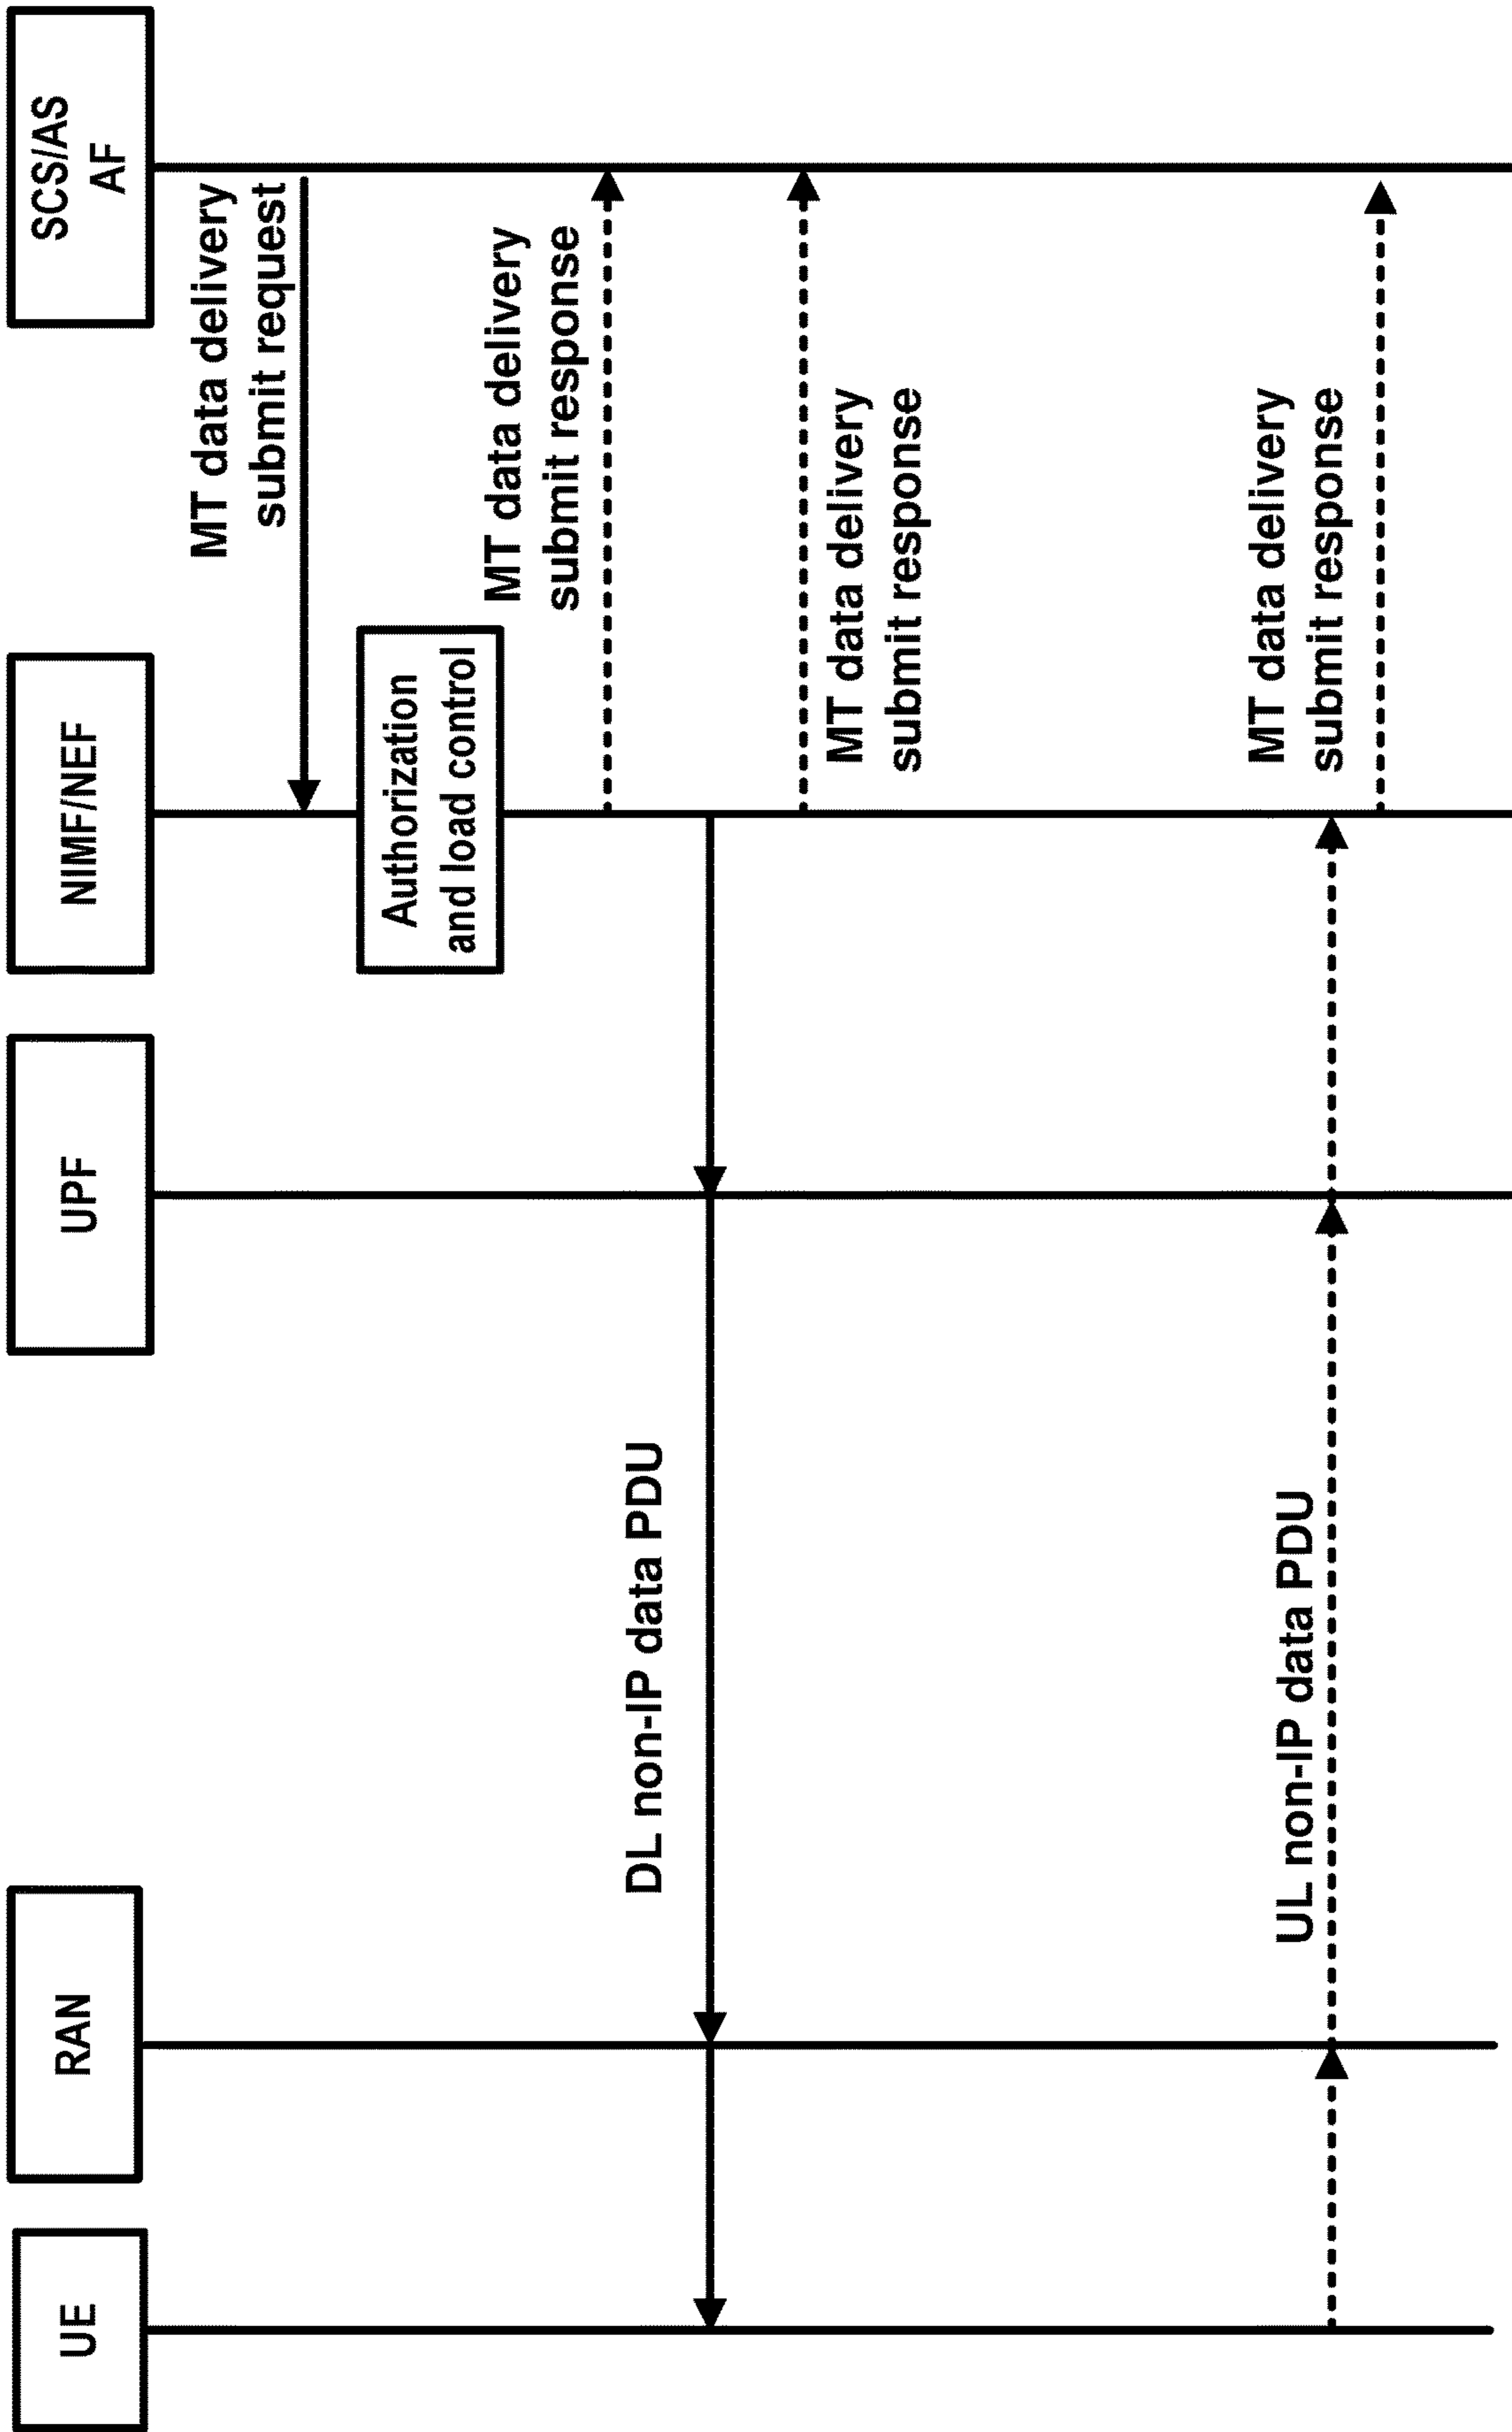 UE
RAN
UPF
NIMF/NEF
SCS/AS
AF
MT data delivery
submit request
Authorization
and load control
MT data delivery
submit response
DL non-IP data PDU
MT data delivery
submit response
UL non-IP data PDU
MT data delivery
submit response